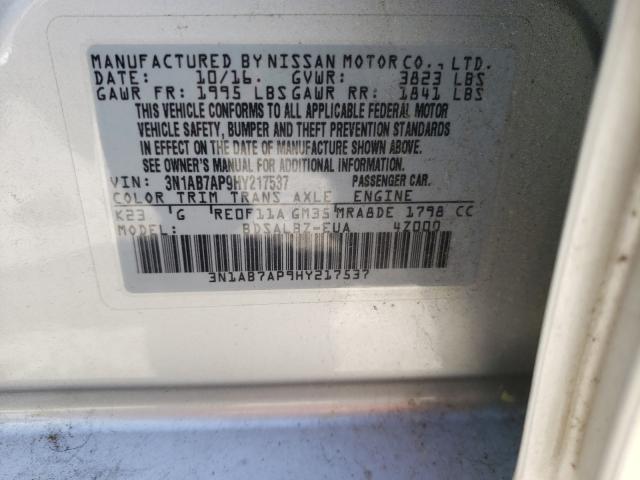 MANUFACTURED BY NISSAN MOTOR CO., LTD.
DATE: 10/16. GVWR: 3823 LBS
GAWR FR: 1995 LBS GAWR RR: 1841 LBS
THIS VEHICLE CONFORMS TO ALL APPLICABLE FEDERAL MOTOR
VEHICLE SAFETY, BUMPER AND THEFT PREVENTION STANDARDS
IN EFFECT ON THE DATE OF MANUFACTURE SHOWN ABOVE.
SEE OWNER'S MANUAL FOR ADDITIONAL INFORMATION
VIN: 3N1AB7AP9HY217537 PASSENGER CAR.
COLOR TRIM TRANS AXLE ENGINE
K23 G RE0F11A GM35 MRA8DE 1798 CC
MODEL: BDSALBZ-EUA 4Z000
3N1AB7AP9HY217537